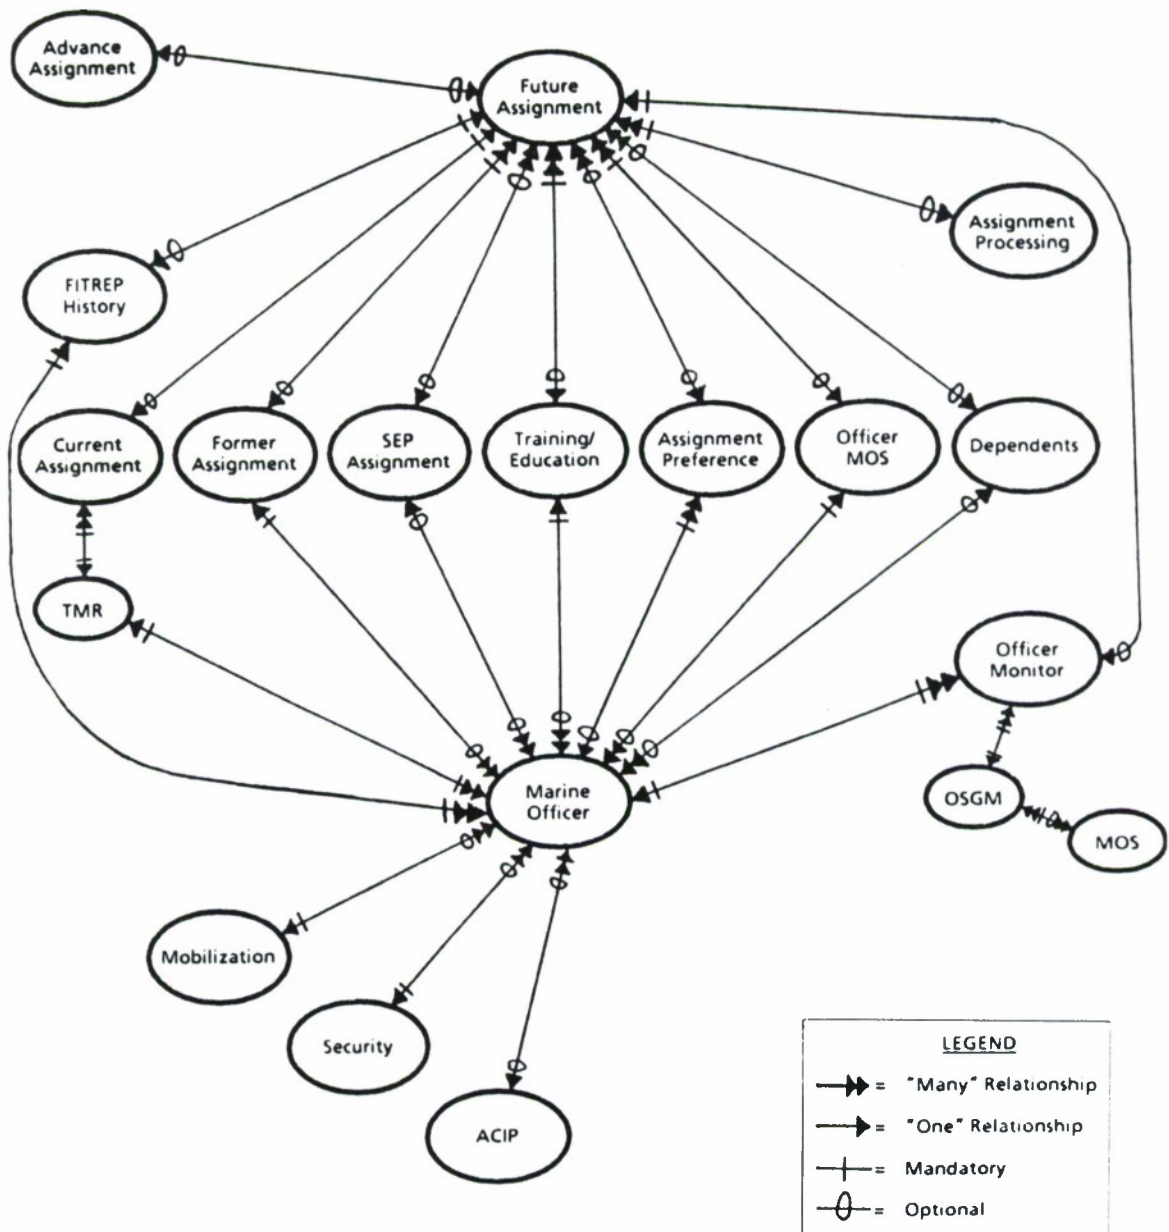 Advance
Assignment
Future
Assignment
Assignment
Processing
FITREP
History
Current
Assignment
Former
Assignment
SEP
Assignment
Training/
Education
Assignment
Preference
Officer
MOS
Dependents
TMR
Officer
Monitor
Marine
Officer
OSGM
MOS
Mobilization
Security
ACIP
LEGEND
= "Many" Relationship
= "One" Relationship
= Mandatory
= Optional